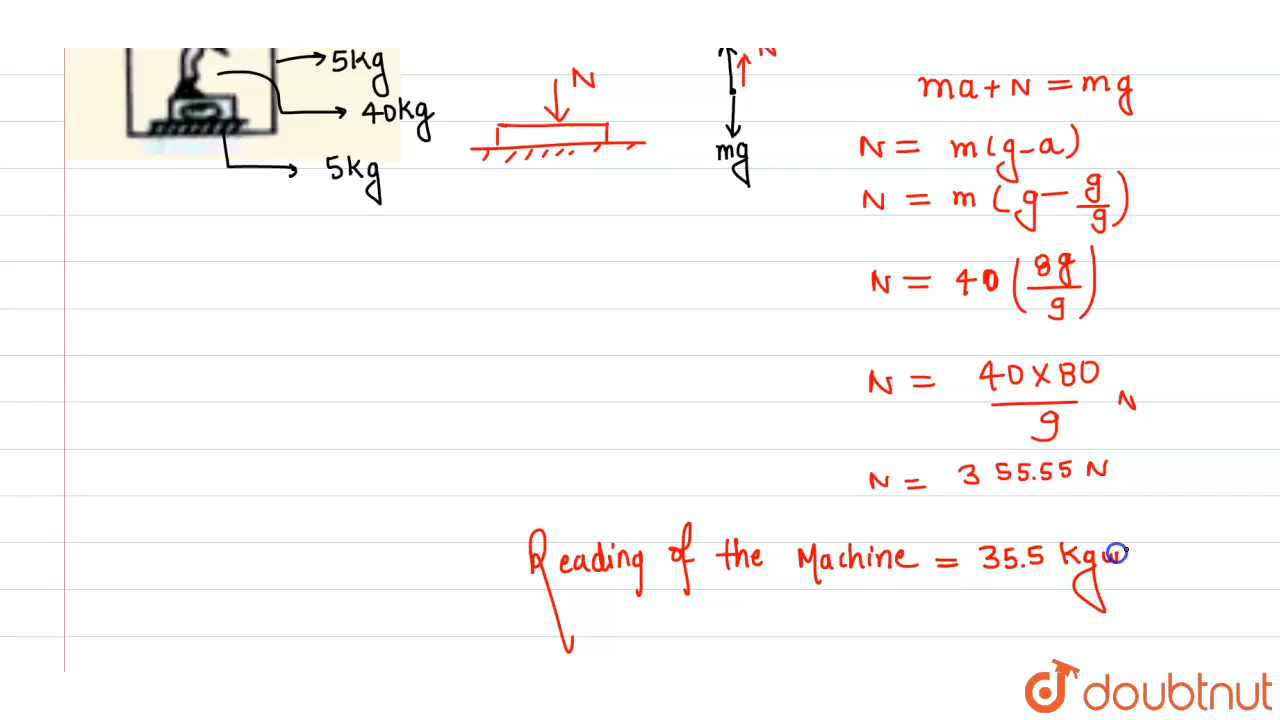 5kg
40kg
5kg
N
N
mg
ma + N = mg
N = m(g-a)
N = m(g - g/9)
N = 40(8g/9)
N = 40×80/9 N
N = 355.55 N
Reading of the Machine = 35.5 kgw
doubtnut